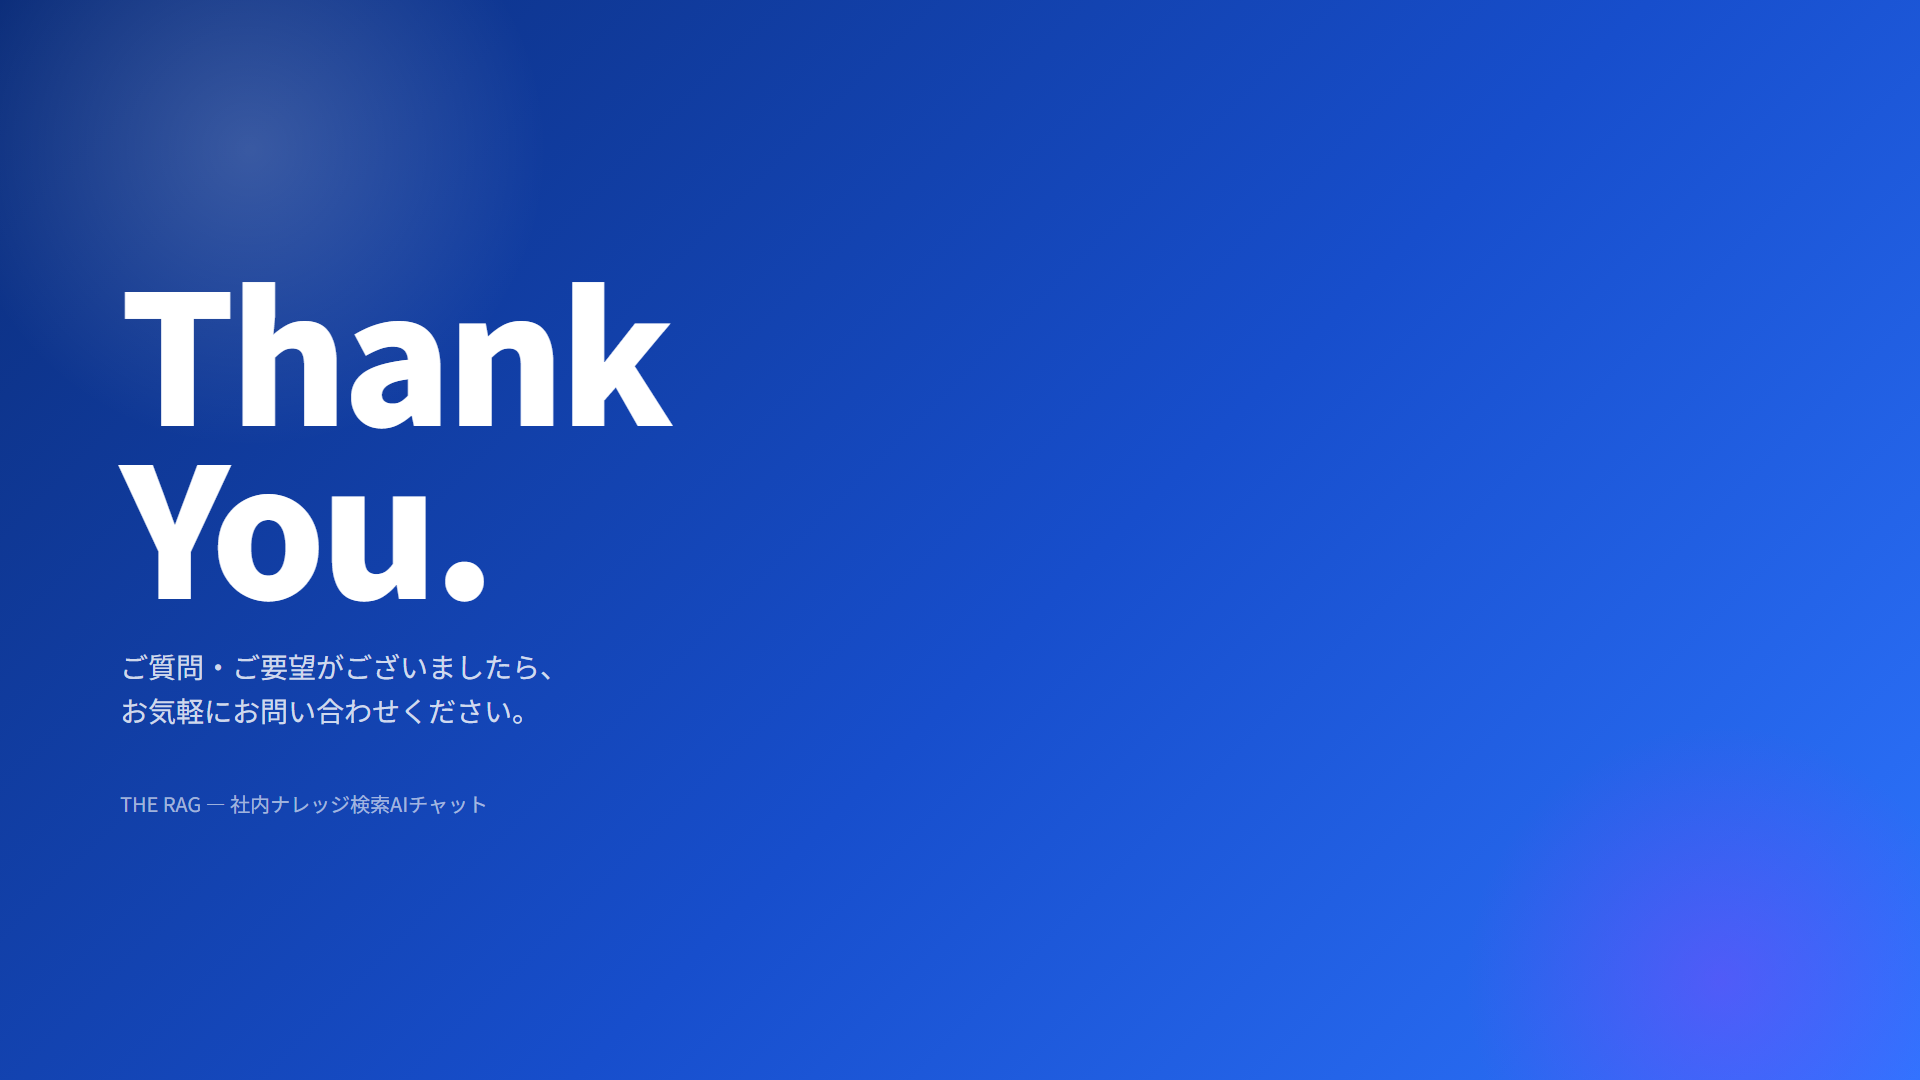 Thank
You.
ご質問・ご要望がございましたら、
お気軽にお問い合わせください。
THE RAG — 社内ナレッジ検索AIチャット